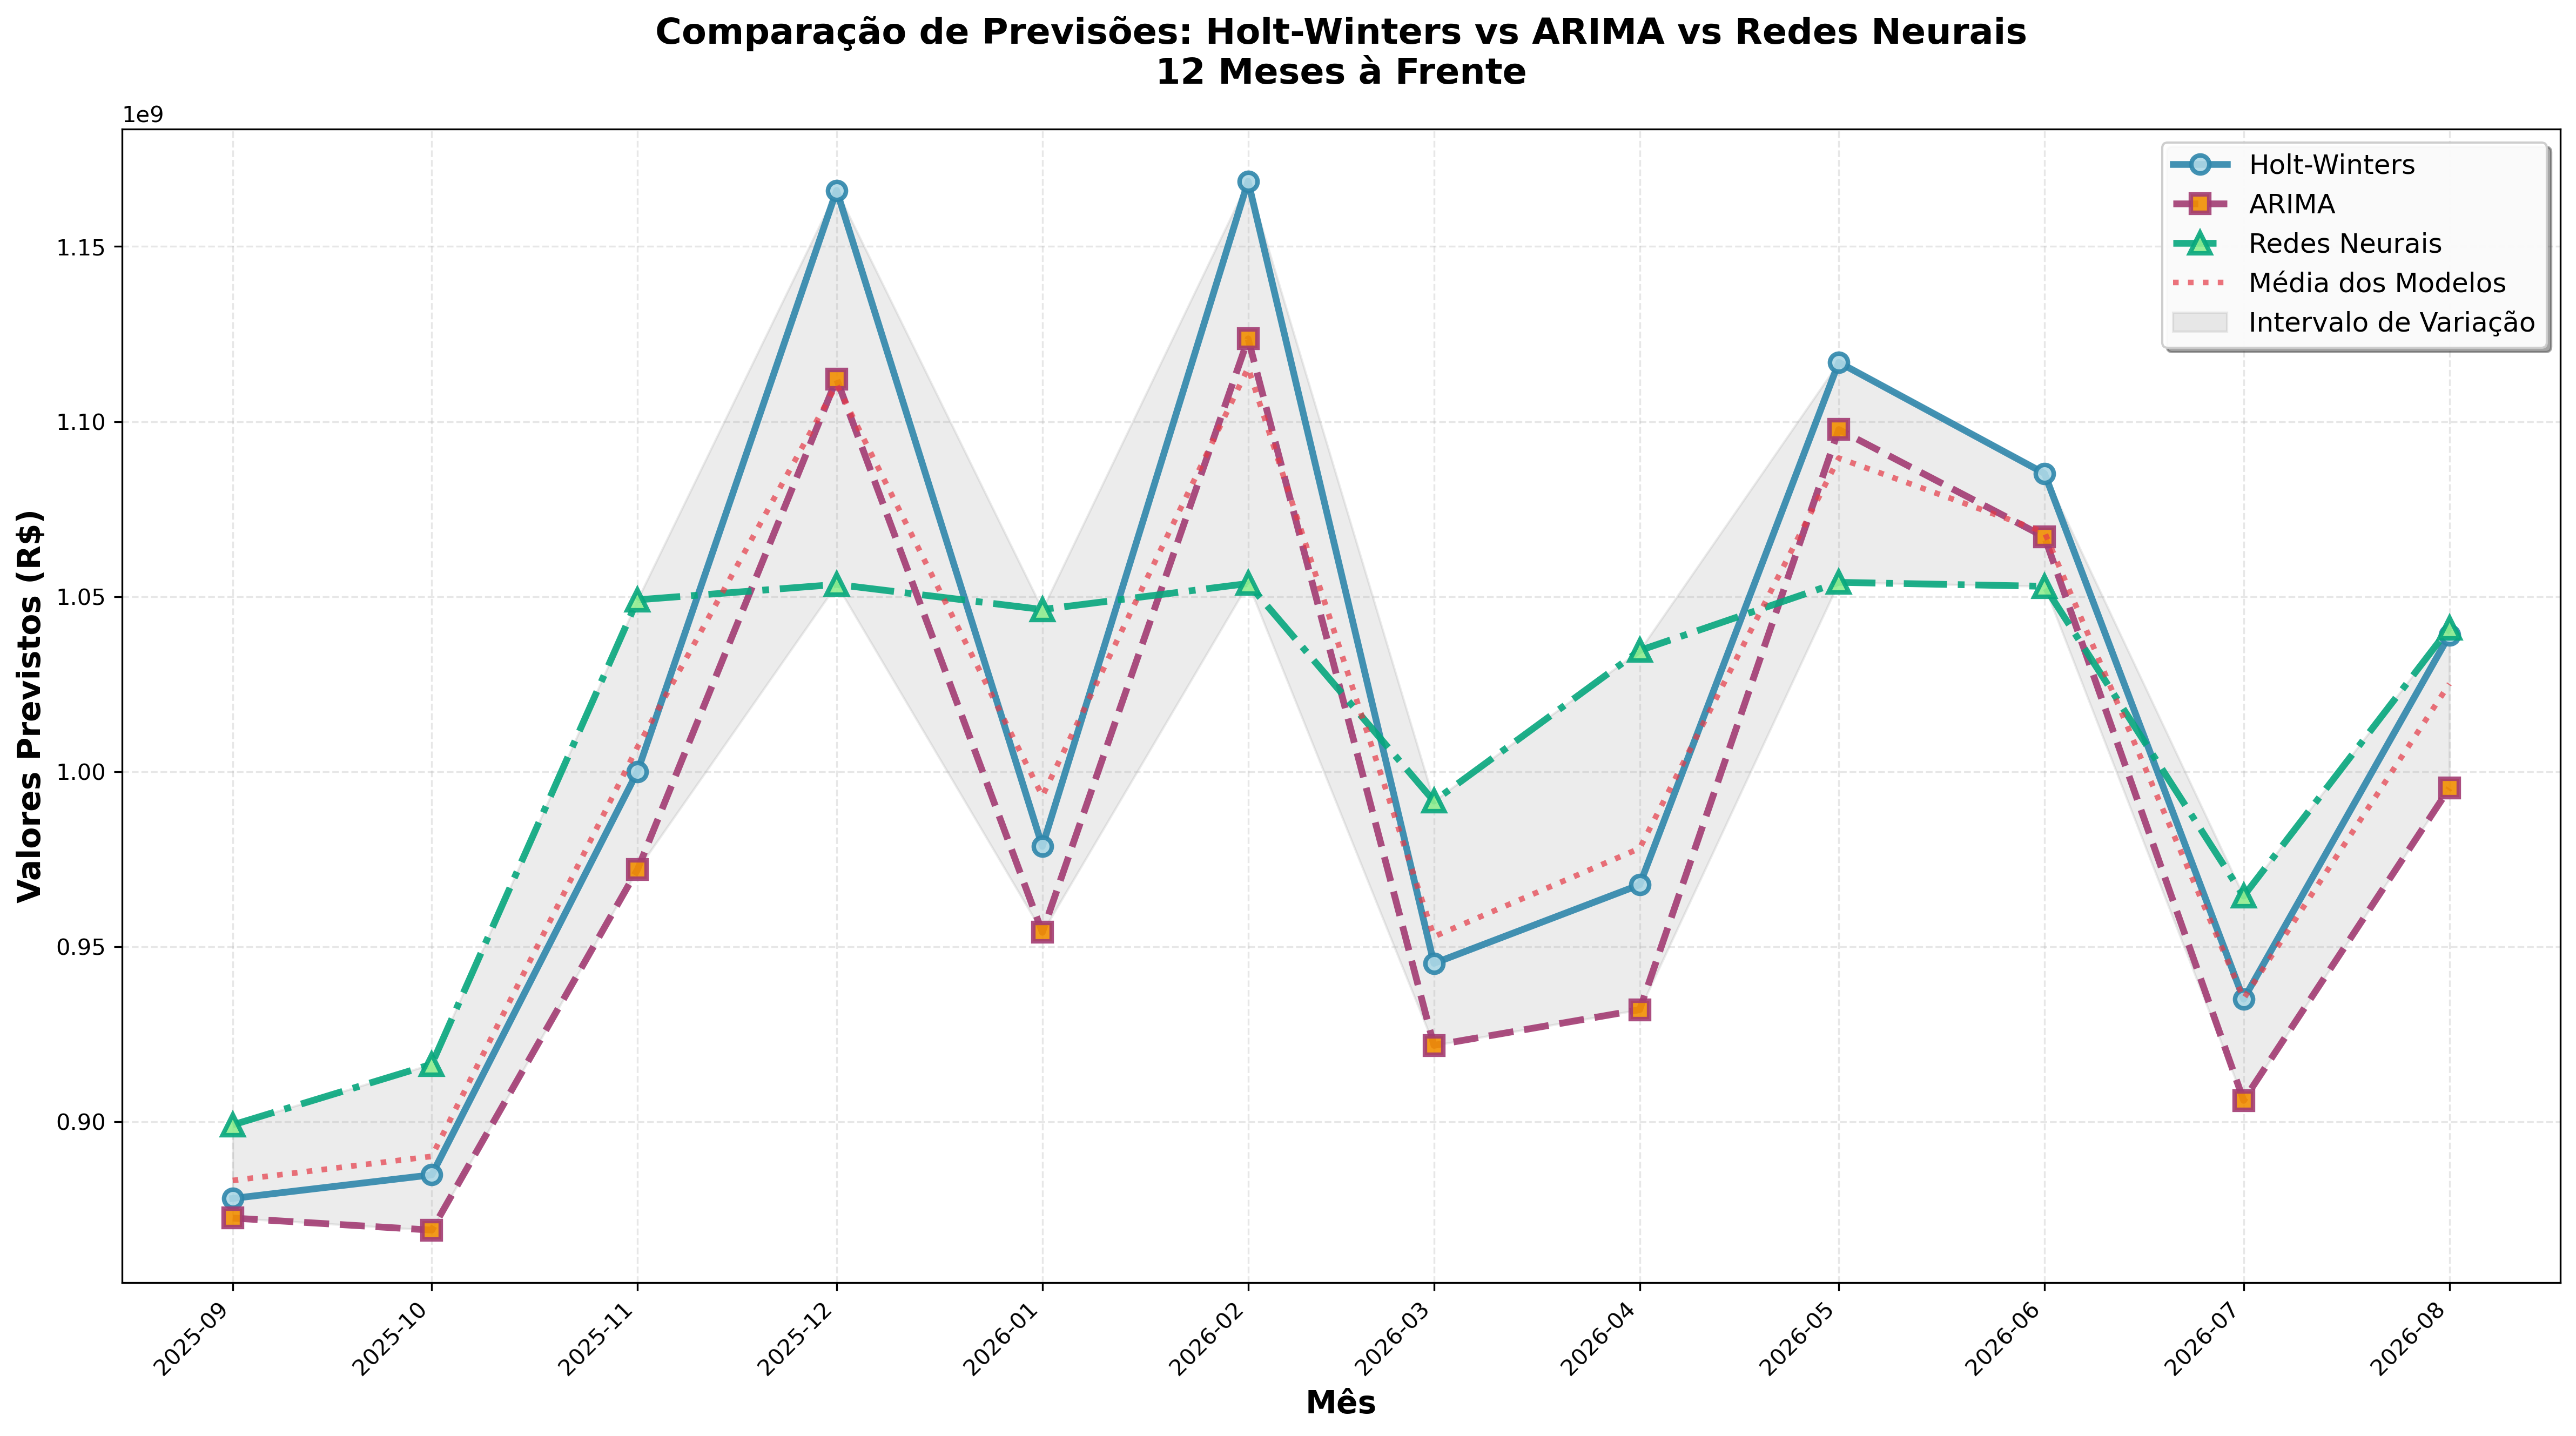 Comparação de Previsões: Holt-Winters vs ARIMA vs Redes Neurais
12 Meses à Frente
1e9
Holt-Winters
ARIMA
Redes Neurais
Média dos Modelos
Intervalo de Variação
1.15
1.10
1.05
1.00
0.95
0.90
Valores Previstos (R$)
2025-09
2025-10
2025-11
2025-12
2026-01
2026-02
2026-03
2026-04
2026-05
2026-06
2026-07
2026-08
Mês